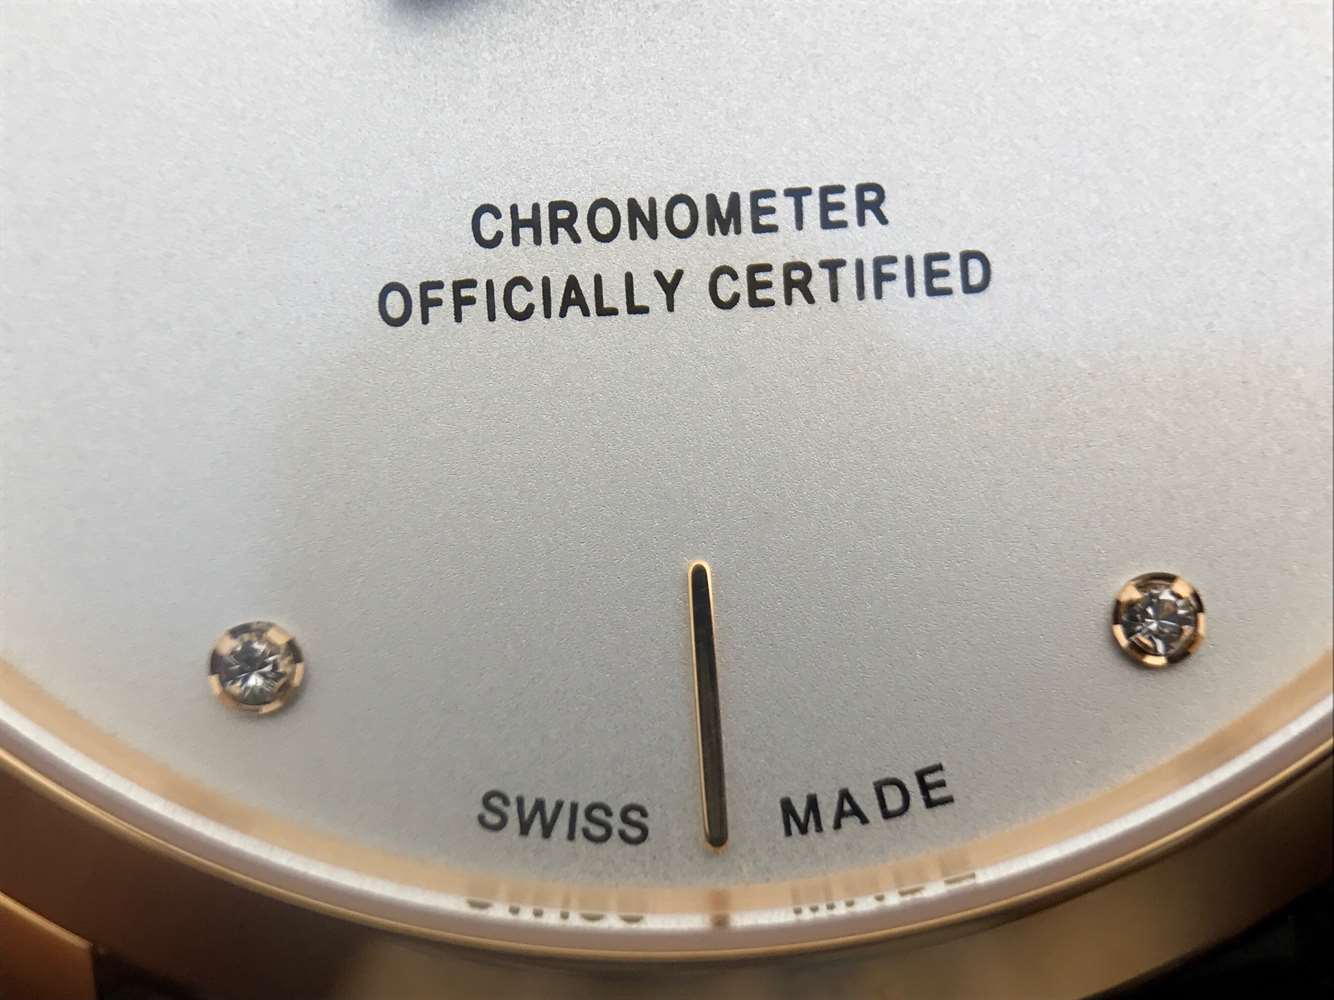 CHRONOMETER
OFFICIALLY CERTIFIED
SWISS MADE